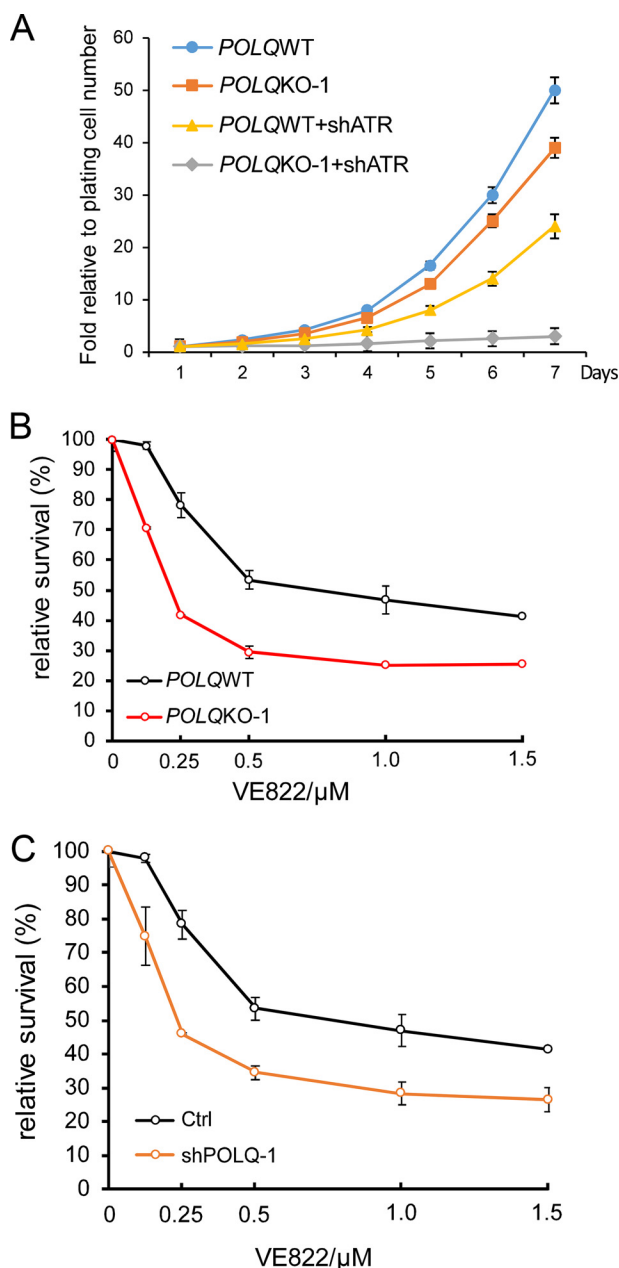 A
Fold relative to plating cell number
60
50
40
30
20
10
0
POLQWT
POLQKO-1
POLQWT+shATR
POLQKO-1+shATR
1 2 3 4 5 6 7 Days
B
relative survival (%)
100
90
80
70
60
50
40
30
20
10
0
POLQWT
POLQKO-1
0 0.25 0.5 1.0 1.5
VE822/µM
C
relative survival (%)
100
90
80
70
60
50
40
30
20
10
0
Ctrl
shPOLQ-1
0 0.25 0.5 1.0 1.5
VE822/µM